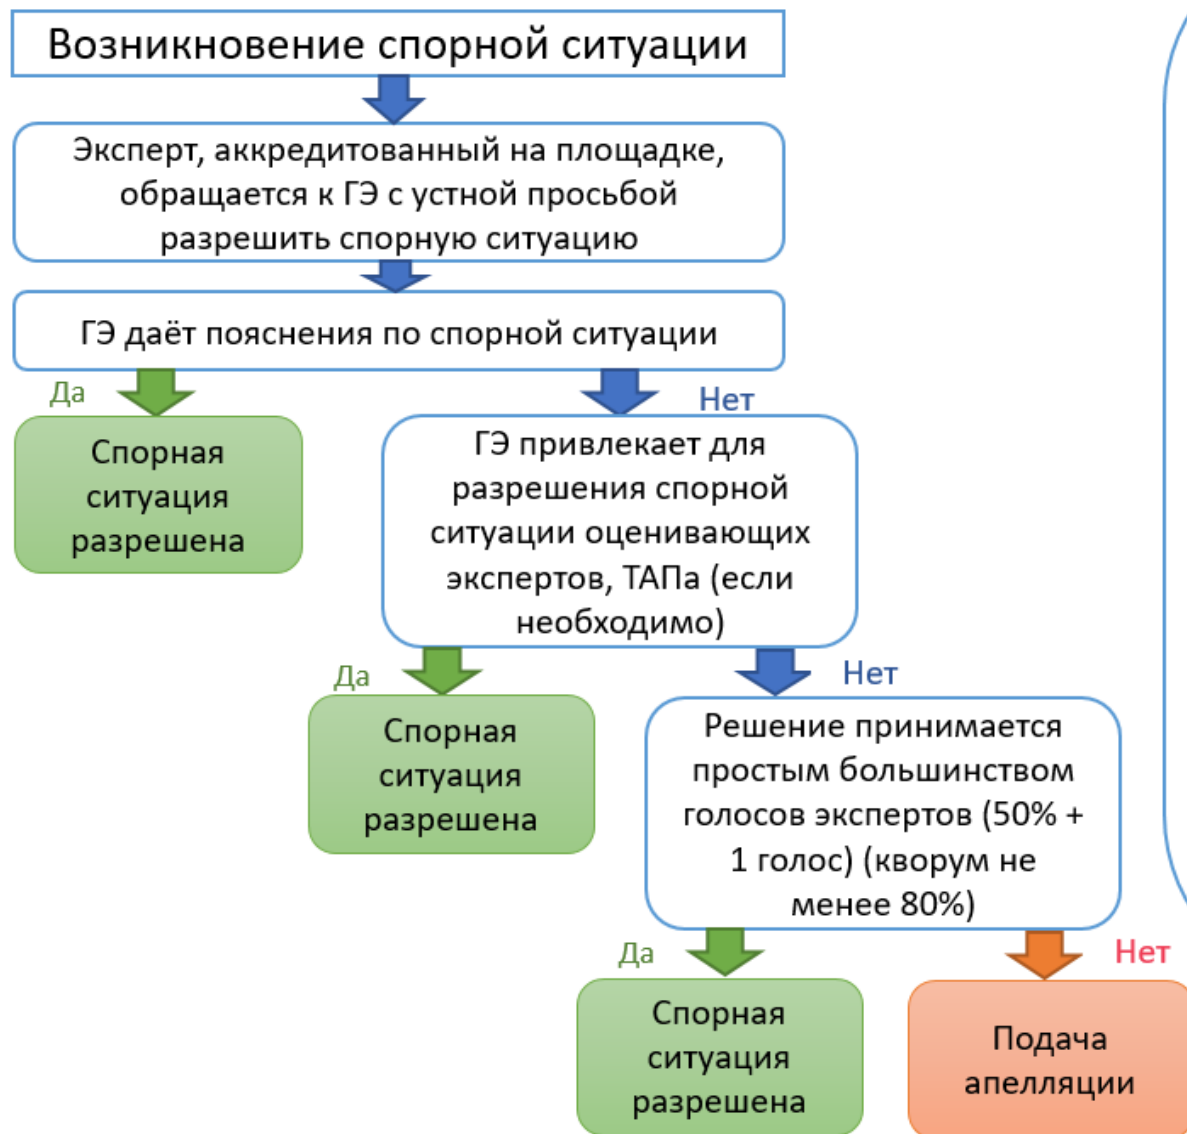 Возникновение спорной ситуации
Эксперт, аккредитованный на площадке,
обращается к ГЭ с устной просьбой
разрешить спорную ситуацию
ГЭ даёт пояснения по спорной ситуации
Да
Нет
Спорная
ситуация
разрешена
ГЭ привлекает для
разрешения спорной
ситуации оценивающих
экспертов, ТАПа (если
необходимо)
Да
Нет
Спорная
ситуация
разрешена
Решение принимается
простым большинством
голосов экспертов (50% +
1 голос) (кворум не
менее 80%)
Да
Нет
Спорная
ситуация
разрешена
Подача
апелляции